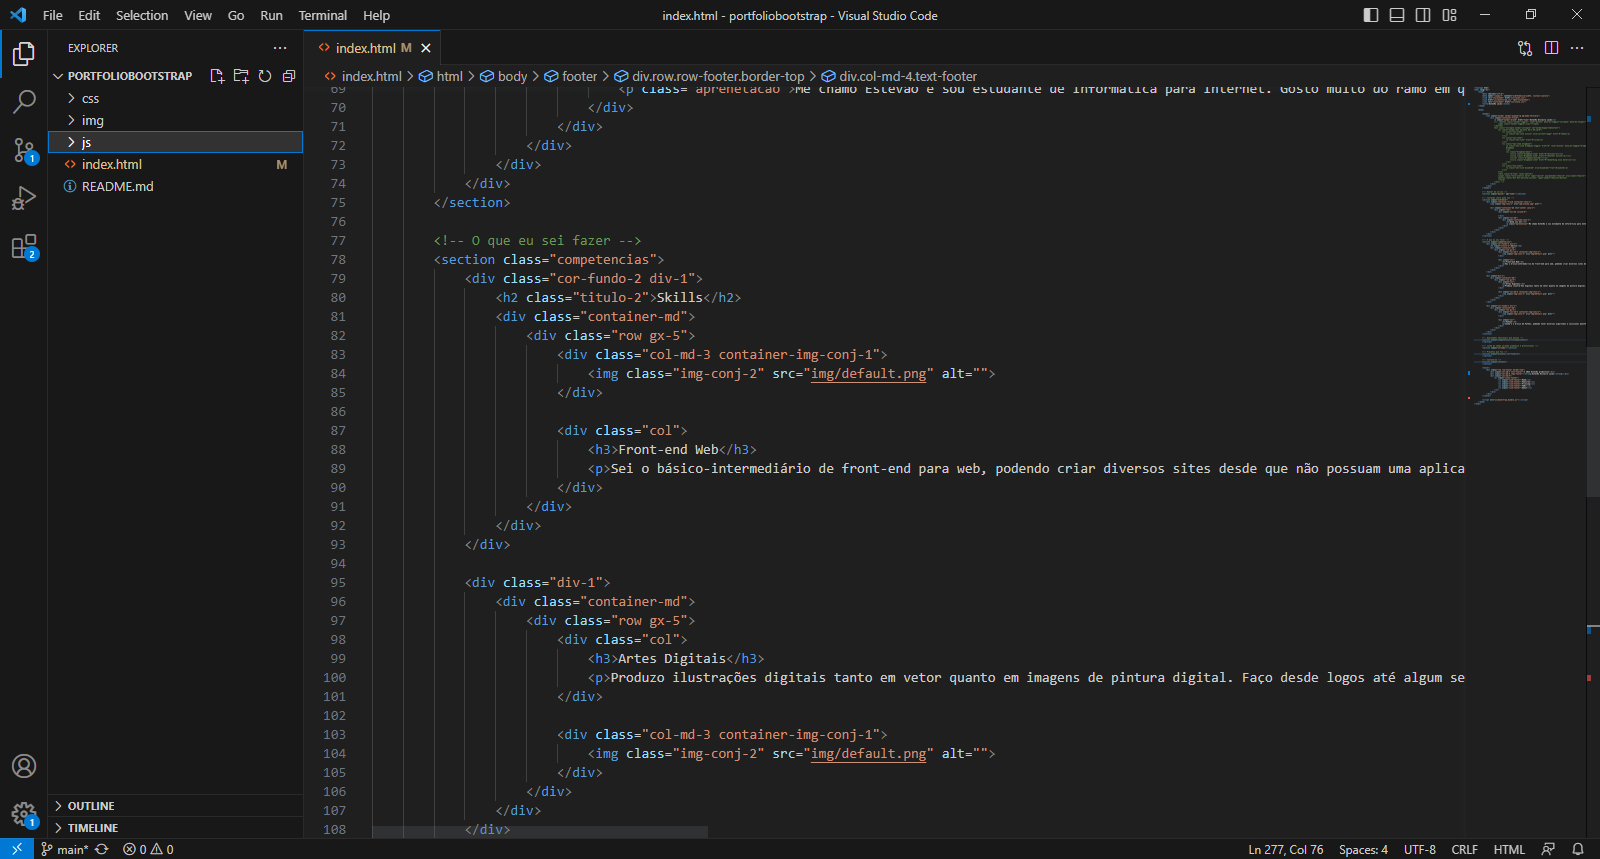 File Edit Selection View Go Run Terminal Help
index.html - portfoliobootstrap - Visual Studio Code
EXPLORER
PORTFOLIOBOOTSTRAP
css
img
js
index.html M
README.md
OUTLINE
TIMELINE
1
2
1
index.html M
index.html > html > body > footer > div.row.row-footer.border-top > div.col-md-4.text-footer
69 <p class="aprenetacao">Me chamo Estevão e sou estudante de Informática para Internet. Gosto muito do ramo em q
70 </div>
71 </div>
72 </div>
73 </div>
74 </div>
75 </section>
76
77 <!-- O que eu sei fazer -->
78 <section class="competencias">
79 <div class="cor-fundo-2 div-1">
80 <h2 class="titulo-2">Skills</h2>
81 <div class="container-md">
82 <div class="row gx-5">
83 <div class="col-md-3 container-img-conj-1">
84 <img class="img-conj-2" src="img/default.png" alt="">
85 </div>
86
87 <div class="col">
88 <h3>Front-end Web</h3>
89 <p>Sei o básico-intermediário de front-end para web, podendo criar diversos sites desde que não possuam uma aplica
90 </div>
91 </div>
92 </div>
93 </div>
94
95 <div class="div-1">
96 <div class="container-md">
97 <div class="row gx-5">
98 <div class="col">
99 <h3>Artes Digitais</h3>
100 <p>Produzo ilustrações digitais tanto em vetor quanto em imagens de pintura digital. Faço desde logos até algum se
101 </div>
102
103 <div class="col-md-3 container-img-conj-1">
104 <img class="img-conj-2" src="img/default.png" alt="">
105 </div>
106 </div>
107 </div>
108 </div>
main* 0 0 Ln 277, Col 76 Spaces: 4 UTF-8 CRLF HTML